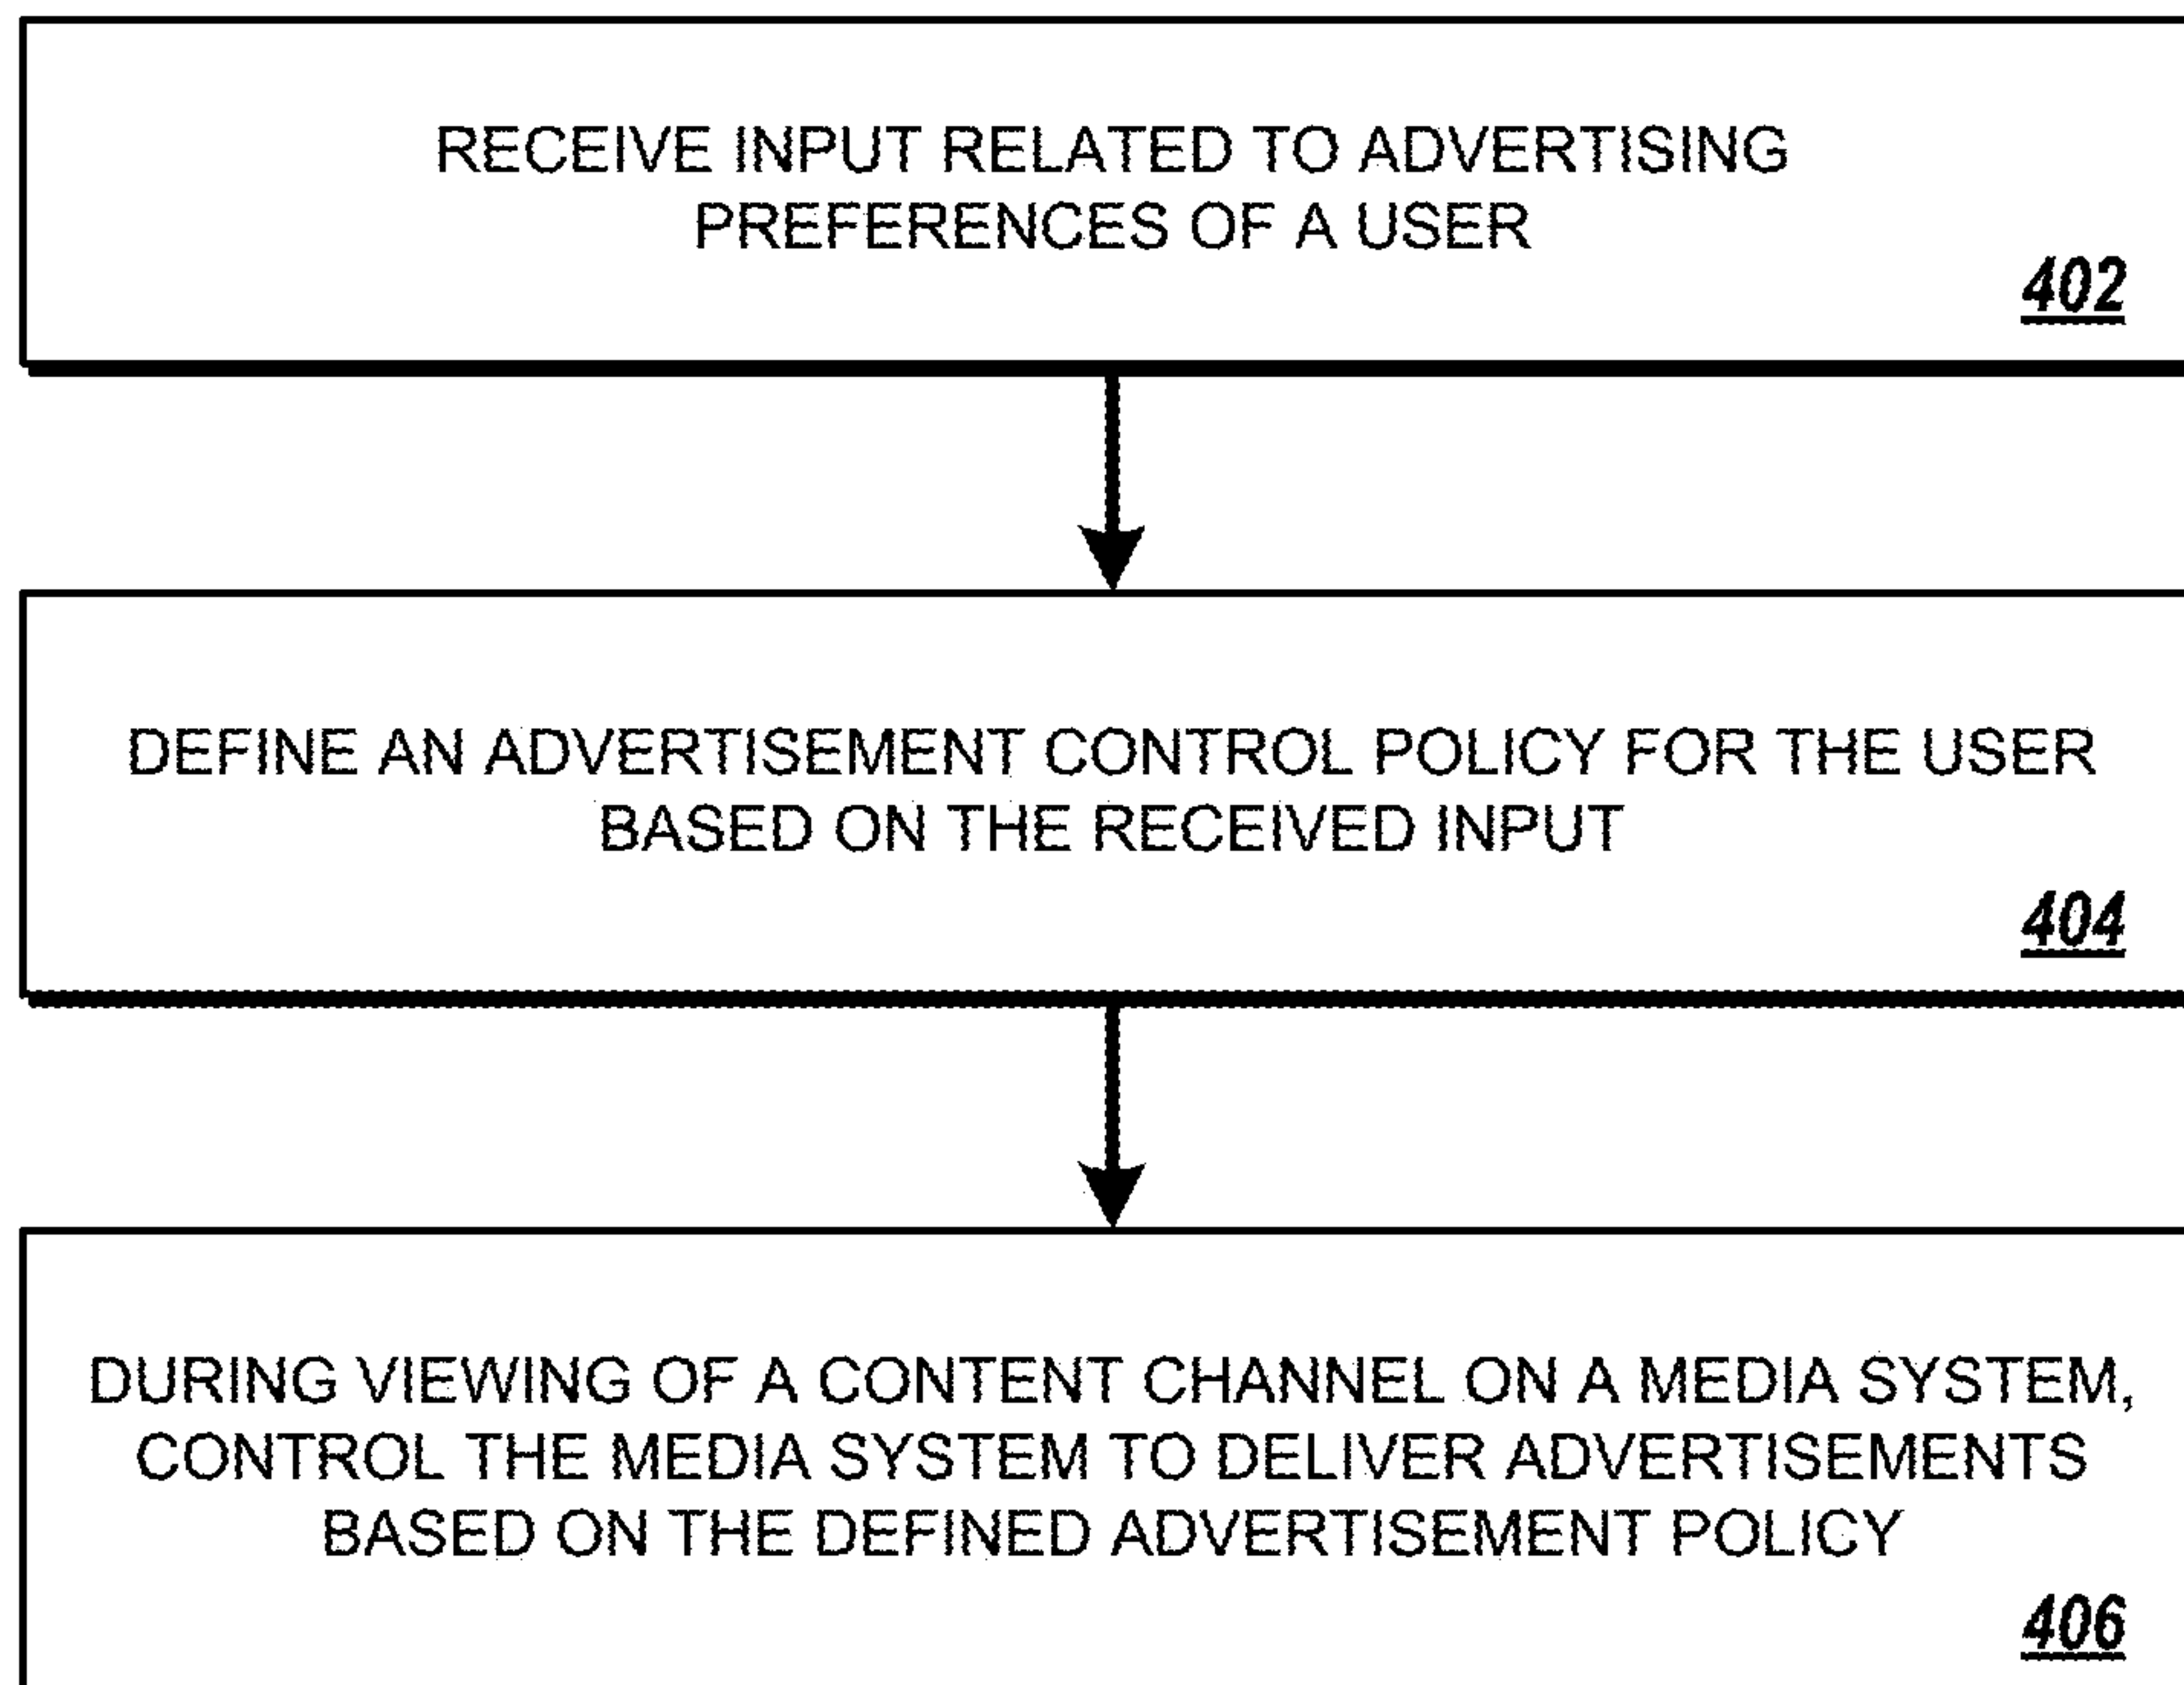 RECEIVE INPUT RELATED TO ADVERTISING
PREFERENCES OF A USER
402
DEFINE AN ADVERTISEMENT CONTROL POLICY FOR THE USER
BASED ON THE RECEIVED INPUT
404
DURING VIEWING OF A CONTENT CHANNEL ON A MEDIA SYSTEM,
CONTROL THE MEDIA SYSTEM TO DELIVER ADVERTISEMENTS
BASED ON THE DEFINED ADVERTISEMENT POLICY
406